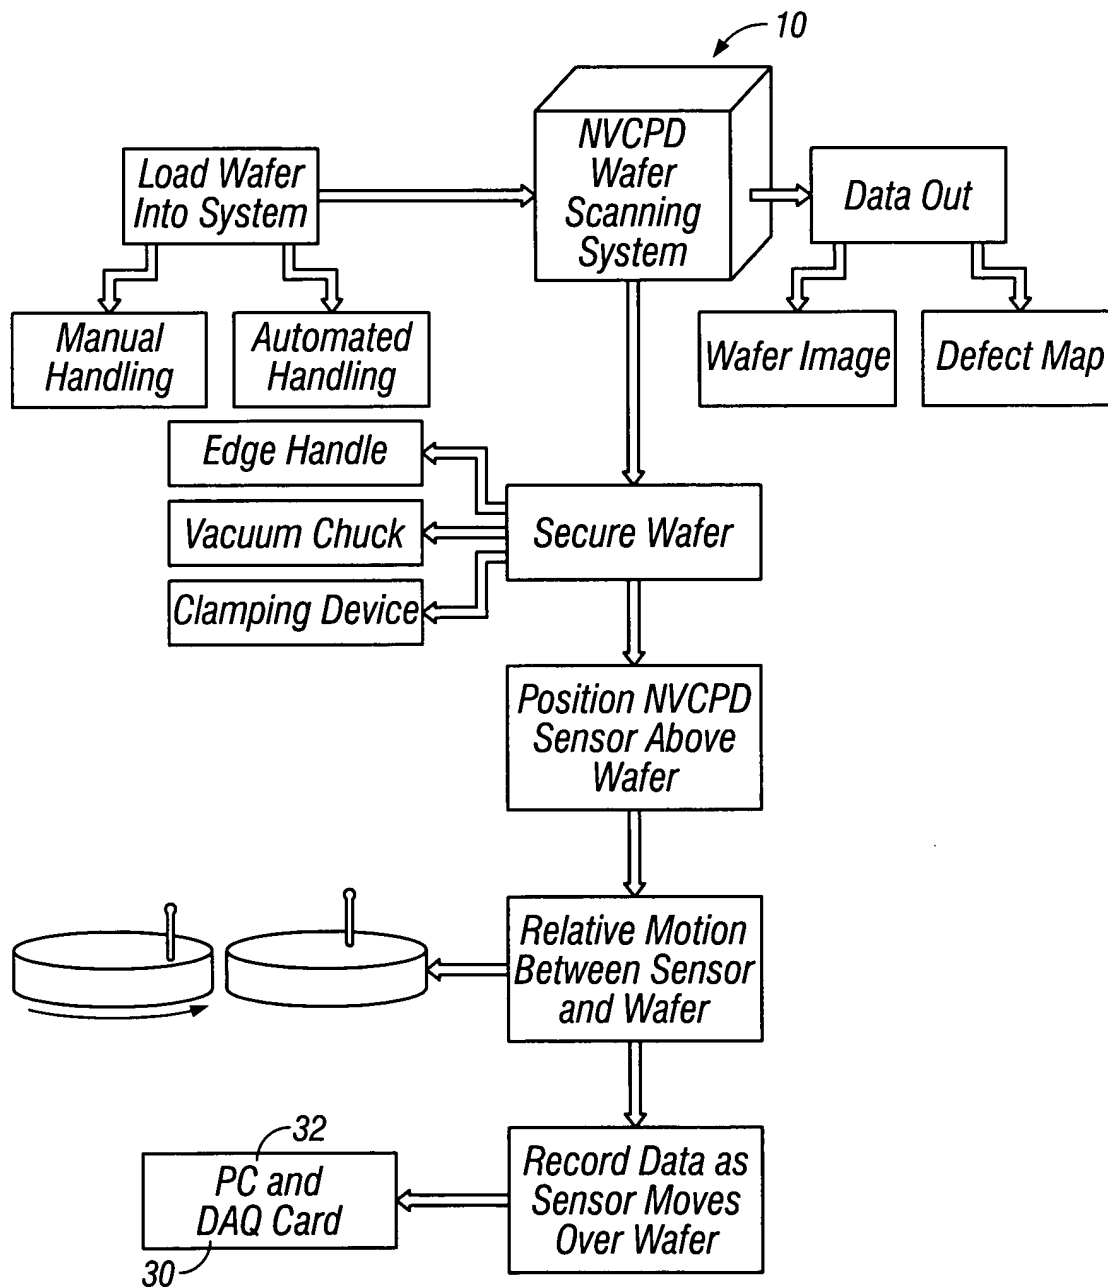 10
NVCPD
Wafer
Scanning
System
Load Wafer
Into System
Data Out
Manual
Handling
Automated
Handling
Wafer Image
Defect Map
Edge Handle
Vacuum Chuck
Clamping Device
Secure Wafer
Position NVCPD
Sensor Above
Wafer
Relative Motion
Between Sensor
and Wafer
32
PC and
DAQ Card
30
Record Data as
Sensor Moves
Over Wafer